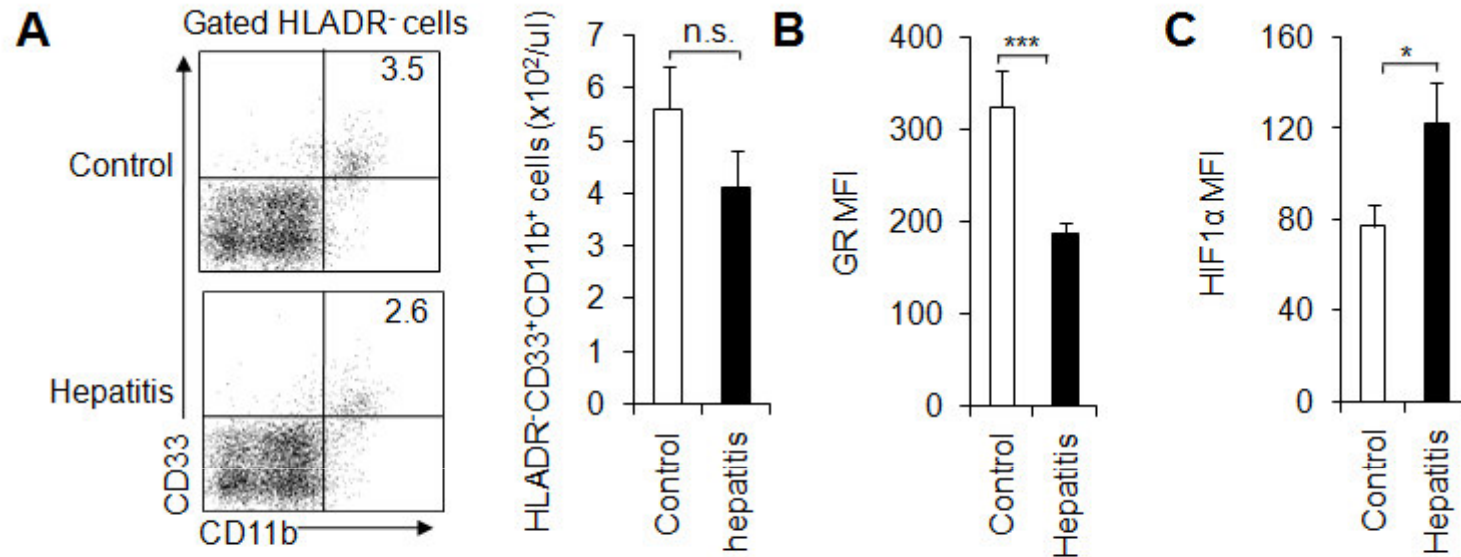 A
Gated HLADR⁻ cells
3.5
Control
2.6
Hepatitis
CD33
CD11b
HLADR⁻CD33⁺CD11b⁺ cells (x10²/ul)
7
6
5
4
3
2
1
0
n.s.
Control
hepatitis
B
GR MFI
400
300
200
100
0
***
Control
Hepatitis
C
HIF1α MFI
160
120
80
40
0
*
Control
Hepatitis